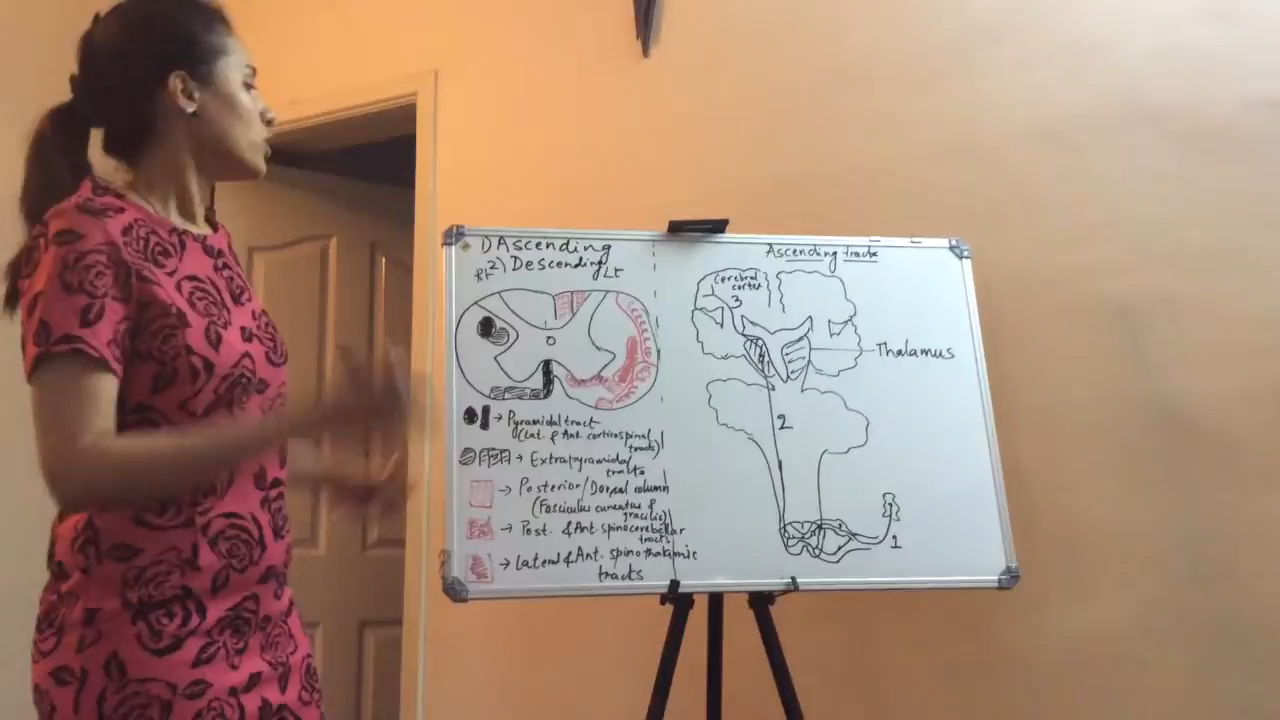 1) Ascending
2) Descending
Rt
Lt
→ Pyramidal tract
(Lat. & Ant. corticospinal
tracts)
→ Extrapyramidal
tracts
→ Posterior/Dorsal column
(Fasciculus cuneatus &
gracilis)
→ Post. & Ant. spinocerebellar
tracts
→ Lateral & Ant. spinothalamic
tracts
Ascending tracts
Cerebral
cortex
3
Thalamus
2
1